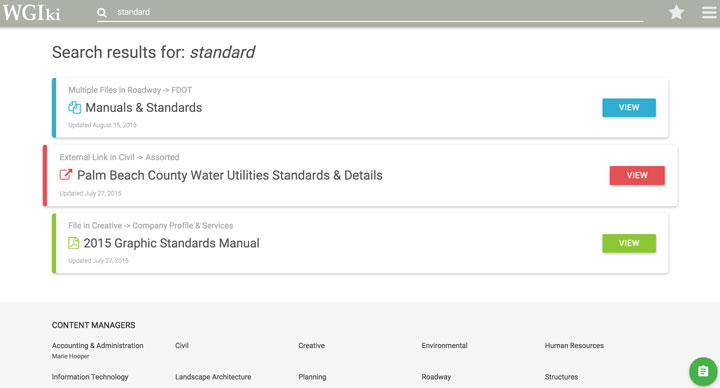 WGIki
standard
Search results for: standard
Multiple Files in Roadway -> FDOT
Manuals & Standards
Updated August 15, 2015
VIEW
External Link in Civil -> Assorted
Palm Beach County Water Utilities Standards & Details
Updated July 27, 2015
VIEW
File in Creative -> Company Profile & Services
2015 Graphic Standards Manual
Updated July 27, 2015
VIEW
CONTENT MANAGERS
Accounting & Administration Civil Creative Environmental Human Resources
Marie Hooper
Information Technology Landscape Architecture Planning Roadway Structures